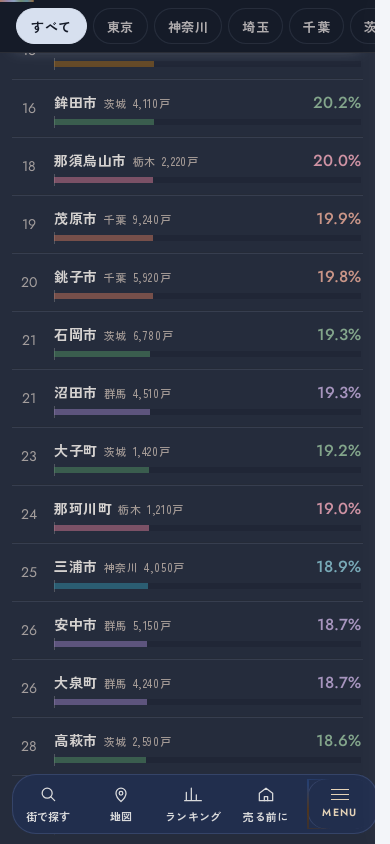 すべて 東京 神奈川 埼玉 千葉
16 鉾田市 茨城 4,110戸 20.2%
18 那須烏山市 栃木 2,220戸 20.0%
19 茂原市 千葉 9,240戸 19.9%
20 銚子市 千葉 5,920戸 19.8%
21 石岡市 茨城 6,780戸 19.3%
21 沼田市 群馬 4,510戸 19.3%
23 大子町 茨城 1,420戸 19.2%
24 那珂川町 栃木 1,210戸 19.0%
25 三浦市 神奈川 4,050戸 18.9%
26 安中市 群馬 5,150戸 18.7%
26 大泉町 群馬 4,240戸 18.7%
28 高萩市 茨城 2,590戸 18.6%
街で探す 地図 ランキング 売る前に MENU